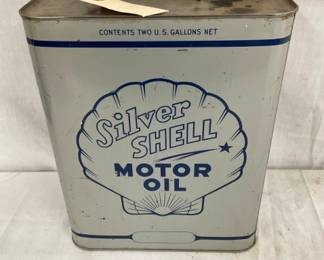 CONTENTS TWO U.S. GALLONS NET
Silver
SHELL
MOTOR
OIL